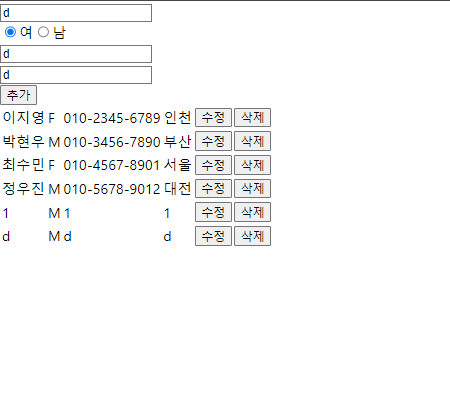 d
여 남
d
d
추가
이지영 F 010-2345-6789 인천 수정 삭제
박현우 M 010-3456-7890 부산 수정 삭제
최수민 F 010-4567-8901 서울 수정 삭제
정우진 M 010-5678-9012 대전 수정 삭제
1 M 1 1 수정 삭제
d M d d 수정 삭제